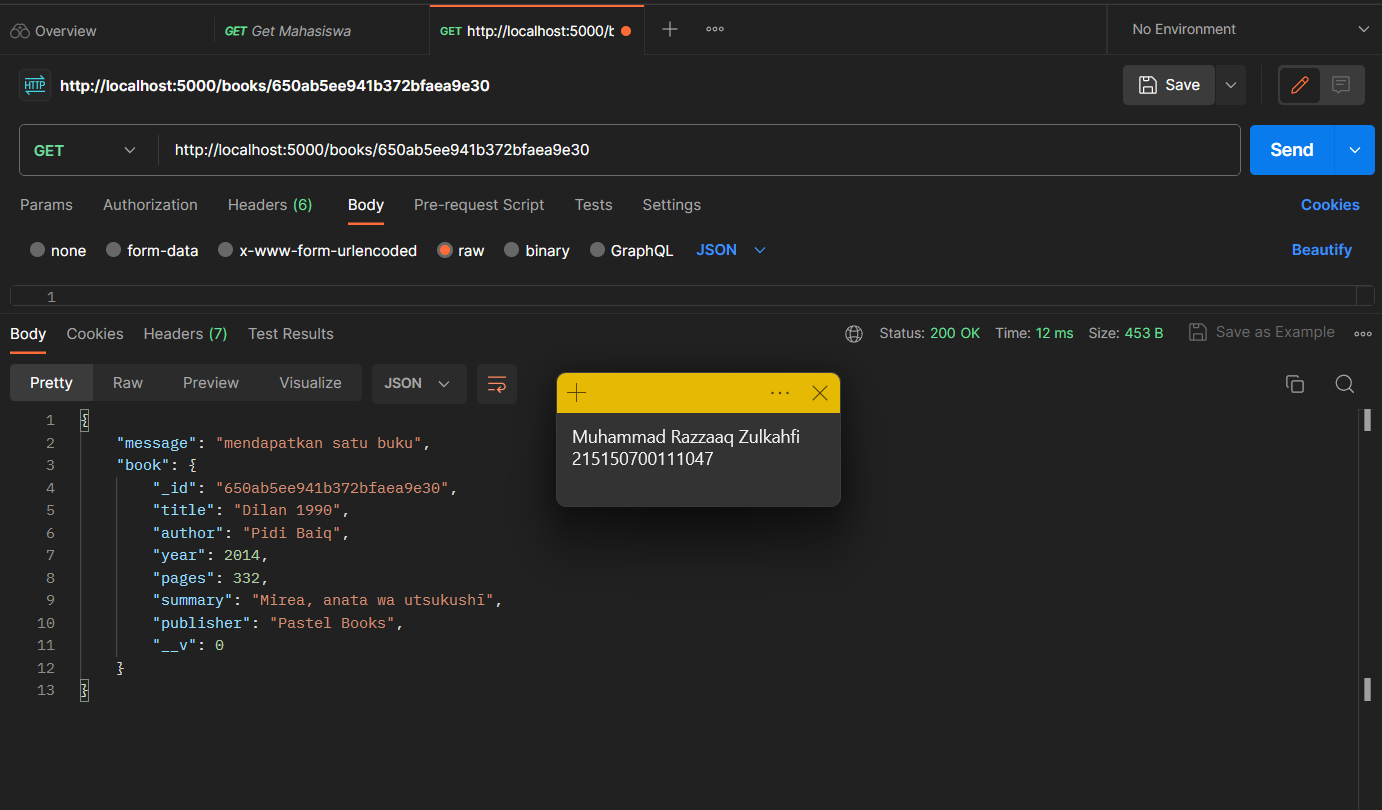 Overview
GET Get Mahasiswa
GET http://localhost:5000/b
No Environment
HTTP http://localhost:5000/books/650ab5ee941b372bfaea9e30
Save
GET http://localhost:5000/books/650ab5ee941b372bfaea9e30
Send
Params Authorization Headers (6) Body Pre-request Script Tests Settings Cookies
none form-data x-www-form-urlencoded raw binary GraphQL JSON Beautify
1
Body Cookies Headers (7) Test Results Status: 200 OK Time: 12 ms Size: 453 B Save as Example
Pretty Raw Preview Visualize JSON
1 {
2 "message": "mendapatkan satu buku",
3 "book": {
4 "_id": "650ab5ee941b372bfaea9e30",
5 "title": "Dilan 1990",
6 "author": "Pidi Baiq",
7 "year": 2014,
8 "pages": 332,
9 "summary": "Mirea, anata wa utsukushī",
10 "publisher": "Pastel Books",
11 "__v": 0
12 }
13 }
Muhammad Razzaaq Zulkahfi
215150700111047